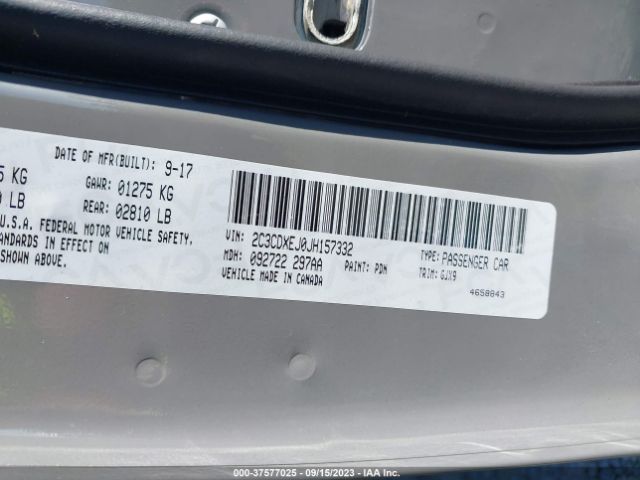 DATE OF MFR(BUILT): 9-17
5 KG
LB
GAWR: 01275 KG
REAR: 02810 LB
U.S.A. FEDERAL MOTOR VEHICLE SAFETY.
ANDARDS IN EFFECT ON
SHOWN ABOVE.
VIN: 2C3CDXEJ0JH157332
MDH: 092722 297AA
PAINT: PDN
VEHICLE MADE IN CANADA
TYPE: PASSENGER CAR
TRIM: GJX9
4658843
000-37577025 - 09/15/2023 - IAA Inc.